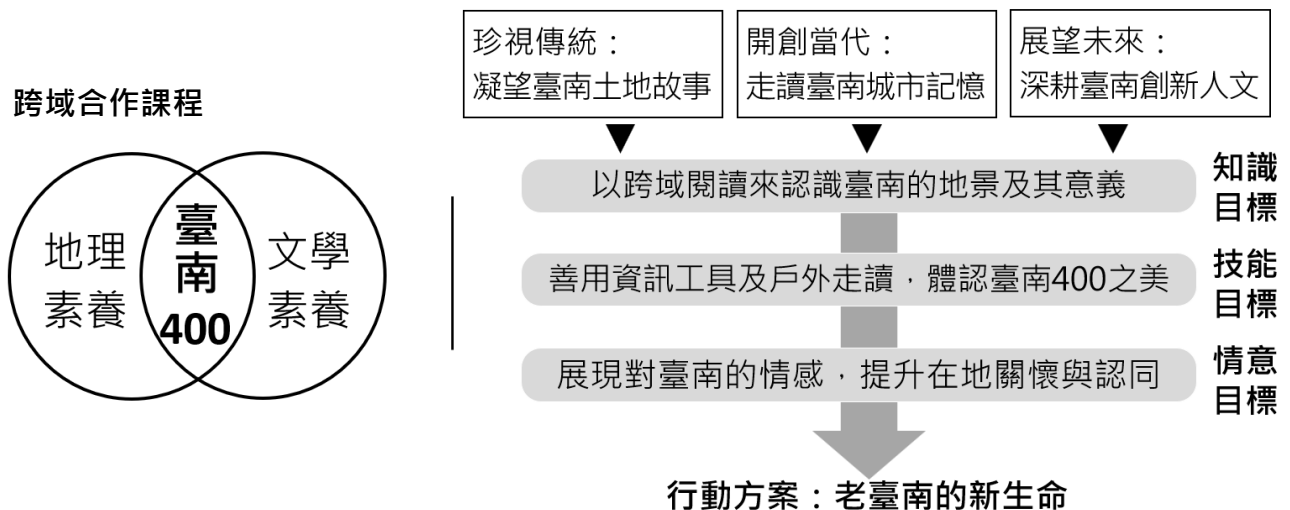 跨域合作課程
地理
素養
臺
南
400
文學
素養
珍視傳統：
凝望臺南土地故事
開創當代：
走讀臺南城市記憶
展望未來：
深耕臺南創新人文
以跨域閱讀來認識臺南的地景及其意義
知識
目標
善用資訊工具及戶外走讀，體認臺南400之美
技能
目標
展現對臺南的情感，提升在地關懷與認同
情意
目標
行動方案：老臺南的新生命